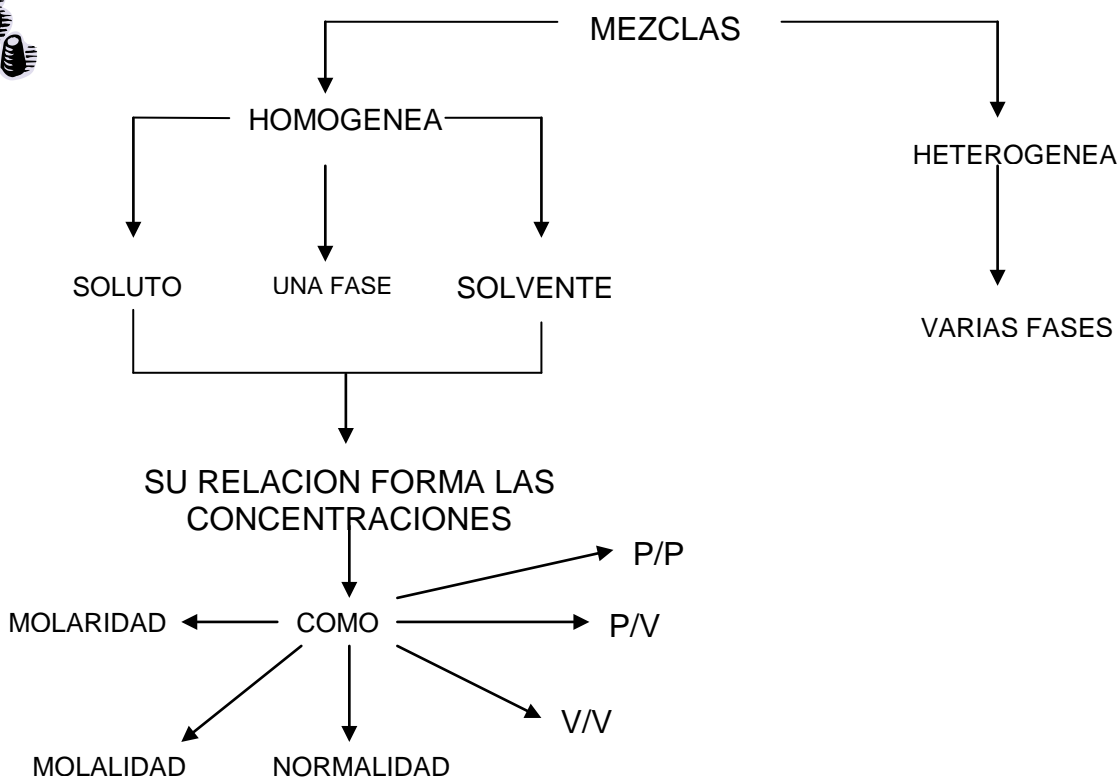 MEZCLAS
HOMOGENEA
HETEROGENEA
SOLUTO
UNA FASE
SOLVENTE
VARIAS FASES
SU RELACION FORMA LAS
CONCENTRACIONES
P/P
MOLARIDAD
COMO
P/V
V/V
MOLALIDAD
NORMALIDAD